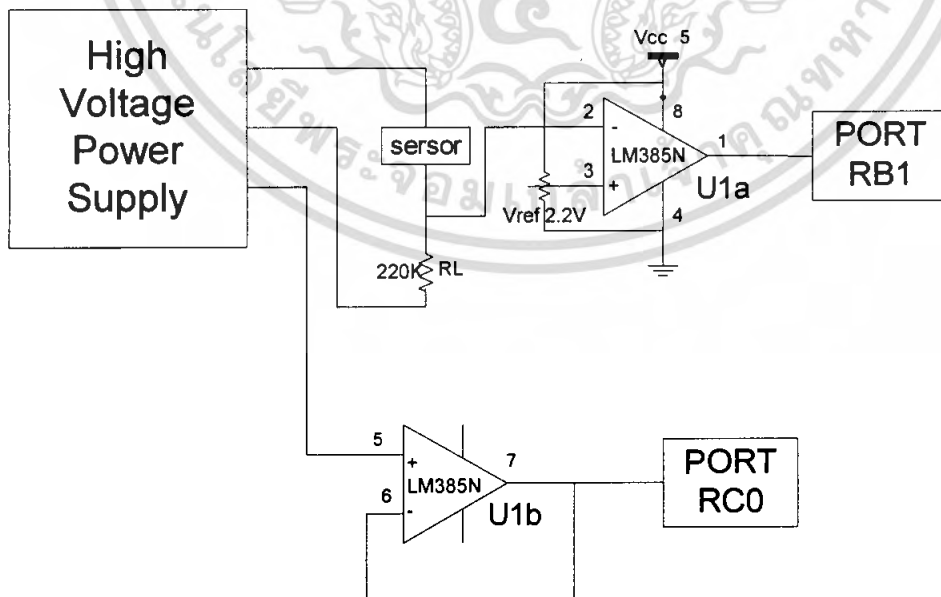 High
Voltage
Power
Supply
sersor
220K RL
Vcc 5
8
2
-
LM385N
1
3
+
U1a
4
Vref 2.2V
PORT
RB1
5
+
LM385N
7
6
-
U1b
PORT
RC0